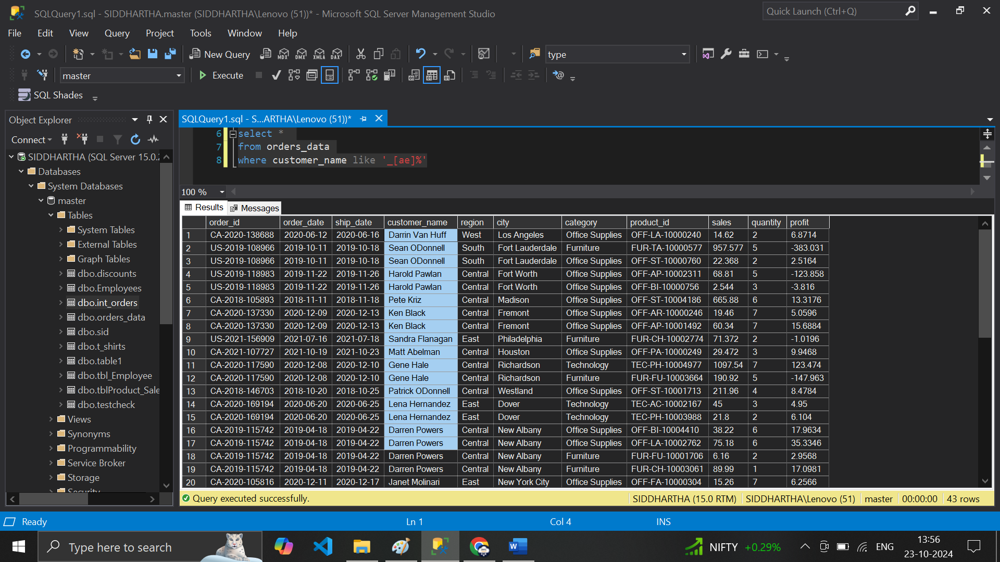 SQLQuery1.sql - SIDDHARTHA.master (SIDDHARTHA\Lenovo (51))* - Microsoft SQL Server Management Studio
Quick Launch (Ctrl+Q)
File Edit View Query Project Tools Window Help
New Query MDX DMX XMLA DAX type
master Execute
SQL Shades
Object Explorer
Connect
SIDDHARTHA (SQL Server 15.0.2
Databases
System Databases
master
Tables
System Tables
External Tables
Graph Tables
dbo.discounts
dbo.Employees
dbo.int_orders
dbo.orders_data
dbo.sid
dbo.t_shirts
dbo.table1
dbo.tbl_Employee
dbo.tblProduct_Sale
dbo.testcheck
Views
Synonyms
Programmability
Service Broker
Storage
Security
SQLQuery1.sql - S...ARTHA\Lenovo (51))*
6 select *
7 from orders_data
8 where customer_name like '_[ae]%'
100 %
Results Messages
order_id order_date ship_date customer_name region city category product_id sales quantity profit
1 CA-2020-138688 2020-06-12 2020-06-16 Darrin Van Huff West Los Angeles Office Supplies OFF-LA-10000240 14.62 2 6.8714
2 US-2019-108966 2019-10-11 2019-10-18 Sean ODonnell South Fort Lauderdale Furniture FUR-TA-10000577 957.577 5 -383.031
3 US-2019-108966 2019-10-11 2019-10-18 Sean ODonnell South Fort Lauderdale Office Supplies OFF-ST-10000760 22.368 2 2.5164
4 US-2019-118983 2019-11-22 2019-11-26 Harold Pawlan Central Fort Worth Office Supplies OFF-AP-10002311 68.81 5 -123.858
5 US-2019-118983 2019-11-22 2019-11-26 Harold Pawlan Central Fort Worth Office Supplies OFF-BI-10000756 2.544 3 -3.816
6 CA-2018-105893 2018-11-11 2018-11-18 Pete Kriz Central Madison Office Supplies OFF-ST-10004186 665.88 6 13.3176
7 CA-2020-137330 2020-12-09 2020-12-13 Ken Black Central Fremont Office Supplies OFF-AR-10000246 19.46 7 5.0596
8 CA-2020-137330 2020-12-09 2020-12-13 Ken Black Central Fremont Office Supplies OFF-AP-10001492 60.34 7 15.6884
9 US-2021-156909 2021-07-16 2021-07-18 Sandra Flanagan East Philadelphia Furniture FUR-CH-10002774 71.372 2 -1.0196
10 CA-2021-107727 2021-10-19 2021-10-23 Matt Abelman Central Houston Office Supplies OFF-PA-10000249 29.472 3 9.9468
11 CA-2020-117590 2020-12-08 2020-12-10 Gene Hale Central Richardson Technology TEC-PH-10004977 1097.54 7 123.474
12 CA-2020-117590 2020-12-08 2020-12-10 Gene Hale Central Richardson Furniture FUR-FU-10003664 190.92 5 -147.963
13 CA-2018-146703 2018-10-20 2018-10-25 Patrick ODonnell Central Westland Office Supplies OFF-ST-10001713 211.96 4 8.4784
14 CA-2020-169194 2020-06-20 2020-06-25 Lena Hernandez East Dover Technology TEC-AC-10002167 45 3 4.95
15 CA-2020-169194 2020-06-20 2020-06-25 Lena Hernandez East Dover Technology TEC-PH-10003988 21.8 2 6.104
16 CA-2019-115742 2019-04-18 2019-04-22 Darren Powers Central New Albany Office Supplies OFF-BI-10004410 38.22 6 17.9634
17 CA-2019-115742 2019-04-18 2019-04-22 Darren Powers Central New Albany Office Supplies OFF-LA-10002762 75.18 6 35.3346
18 CA-2019-115742 2019-04-18 2019-04-22 Darren Powers Central New Albany Furniture FUR-FU-10001706 6.16 2 2.9568
19 CA-2019-115742 2019-04-18 2019-04-22 Darren Powers Central New Albany Furniture FUR-CH-10003061 89.99 1 17.0981
20 CA-2020-105816 2020-12-11 2020-12-17 Janet Molinari East New York City Office Supplies OFF-FA-10000304 15.26 7 6.2566
Query executed successfully. SIDDHARTHA (15.0 RTM) SIDDHARTHA\Lenovo (51) master 00:00:00 43 rows
Ready Ln 1 Col 4 INS
Type here to search NIFTY +0.29% ENG 13:56
23-10-2024